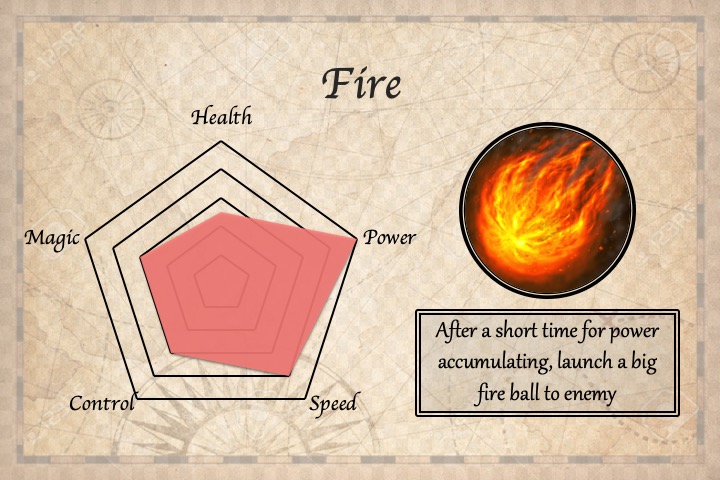 Fire
Health
Magic
Power
Control
Speed
After a short time for power
accumulating, launch a big
fire ball to enemy